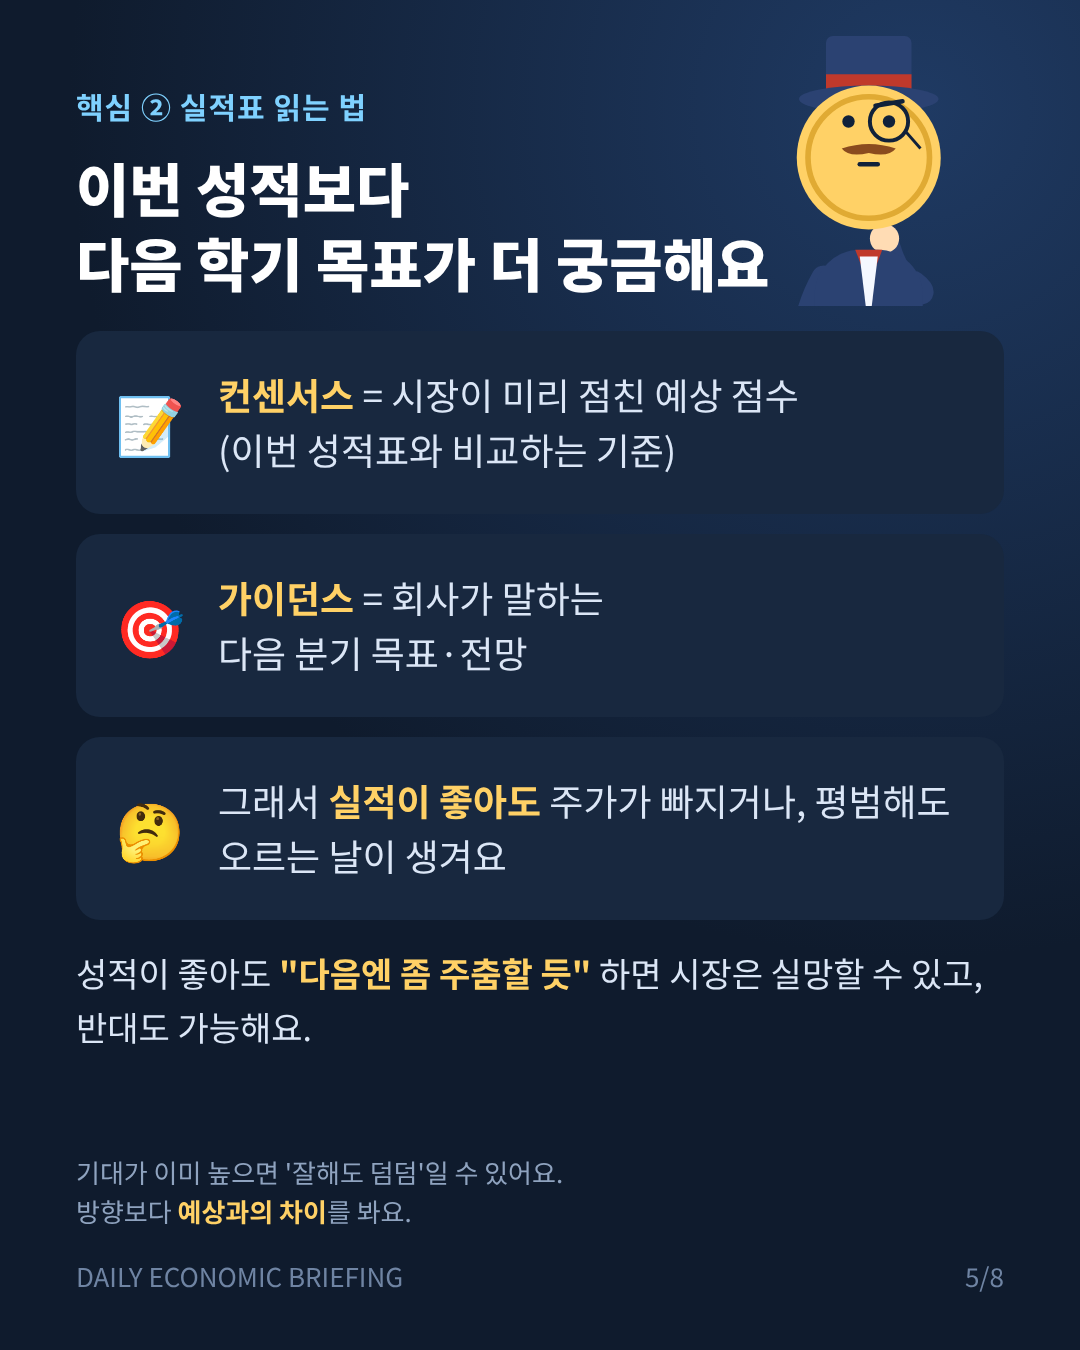 핵심 ② 실적표 읽는 법
이번 성적보다
다음 학기 목표가 더 궁금해요
컨센서스 = 시장이 미리 점친 예상 점수
(이번 성적표와 비교하는 기준)
가이던스 = 회사가 말하는
다음 분기 목표·전망
그래서 실적이 좋아도 주가가 빠지거나, 평범해도
오르는 날이 생겨요
성적이 좋아도 "다음엔 좀 주춤할 듯" 하면 시장은 실망할 수 있고,
반대도 가능해요.
기대가 이미 높으면 '잘해도 덤덤'일 수 있어요.
방향보다 예상과의 차이를 봐요.
DAILY ECONOMIC BRIEFING
5/8